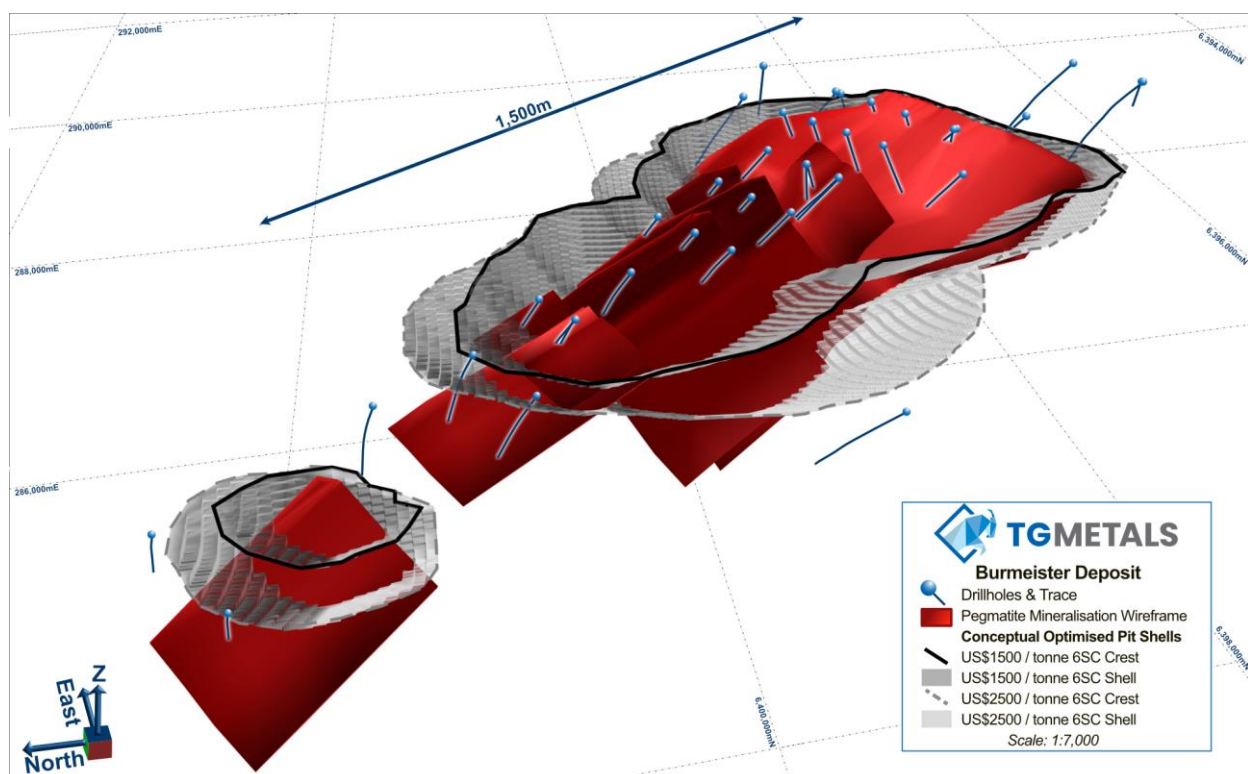 292,000mE
6,394,000mN
1,500m
290,000mE
6,396,000mN
288,000mE
286,000mE
TGMETALS
Burmeister Deposit
Drillholes & Trace
Pegmatite Mineralisation Wireframe
Conceptual Optimised Pit Shells
US$1500 / tonne 6SC Crest
US$1500 / tonne 6SC Shell
US$2500 / tonne 6SC Crest
US$2500 / tonne 6SC Shell
Scale: 1:7,000
6,398,000mN
6,400,000mN
Z
East
North